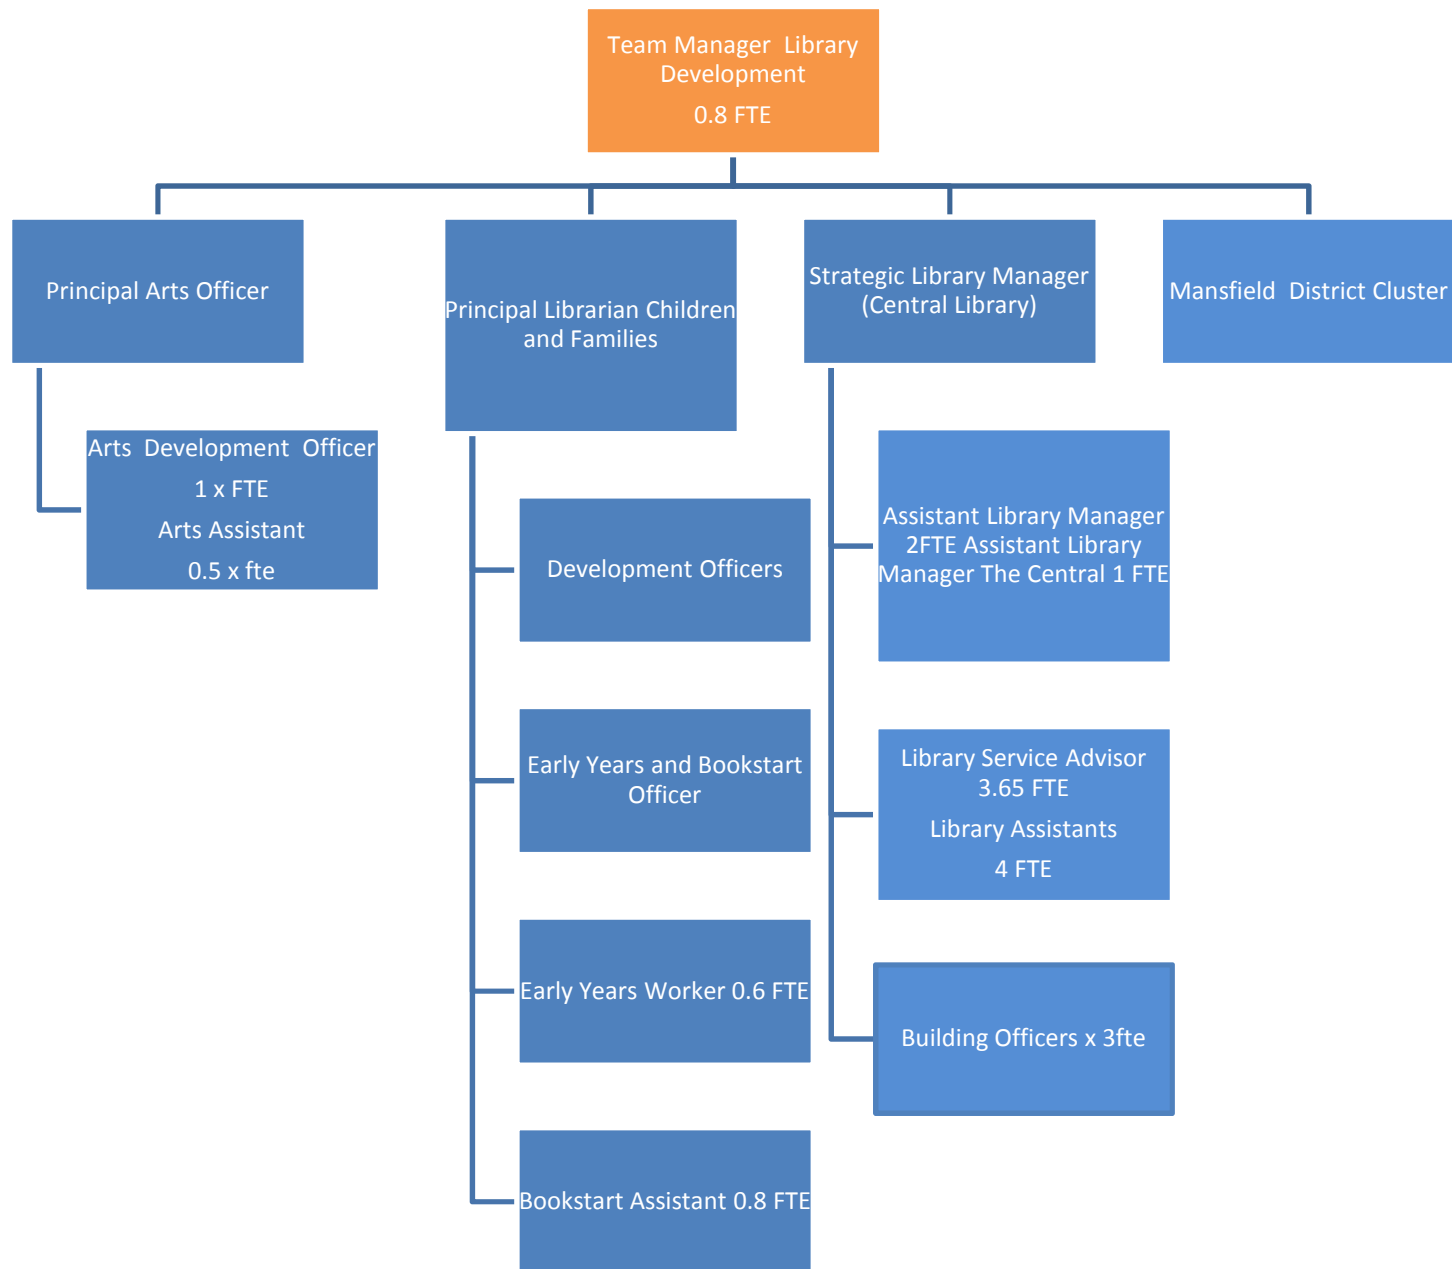 Team Manager Library
Development
0.8 FTE
Principal Arts Officer
Arts Development Officer
1 x FTE
Arts Assistant
0.5 x fte
Principal Librarian Children
and Families
Development Officers
Early Years and Bookstart
Officer
Early Years Worker 0.6 FTE
Bookstart Assistant 0.8 FTE
Strategic Library Manager
(Central Library)
Assistant Library Manager
2FTE Assistant Library
Manager The Central 1 FTE
Library Service Advisor
3.65 FTE
Library Assistants
4 FTE
Building Officers x 3fte
Mansfield District Cluster